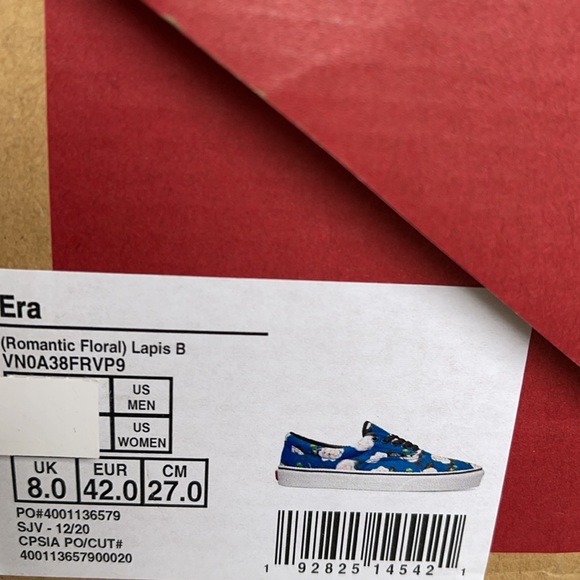 Era
(Romantic Floral) Lapis B
VN0A38FRVP9
US MEN
US WOMEN
UK EUR CM
8.0 42.0 27.0
PO#4001136579
SJV - 12/20
CPSIA PO/CUT#
400113657900020
1 92825 14542 1